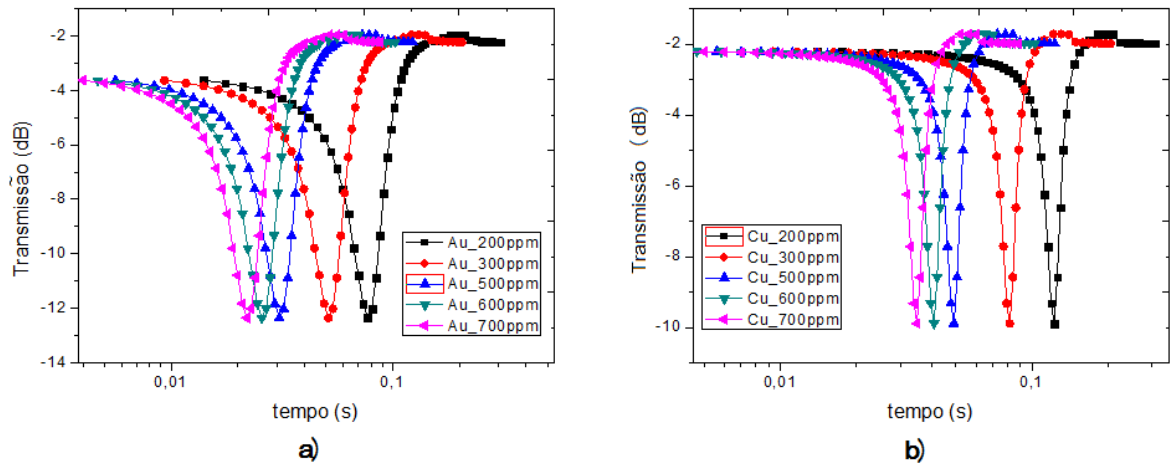 -2
-4
-6
-8
-10
-12
-14
Transmissão (dB)
0,01
0,1
tempo (s)
Au_200ppm
Au_300ppm
Au_500ppm
Au_600ppm
Au_700ppm
a)
-2
-4
-6
-8
-10
Transmissão (dB)
0,01
0,1
tempo (s)
Cu_200ppm
Cu_300ppm
Cu_500ppm
Cu_600ppm
Cu_700ppm
b)